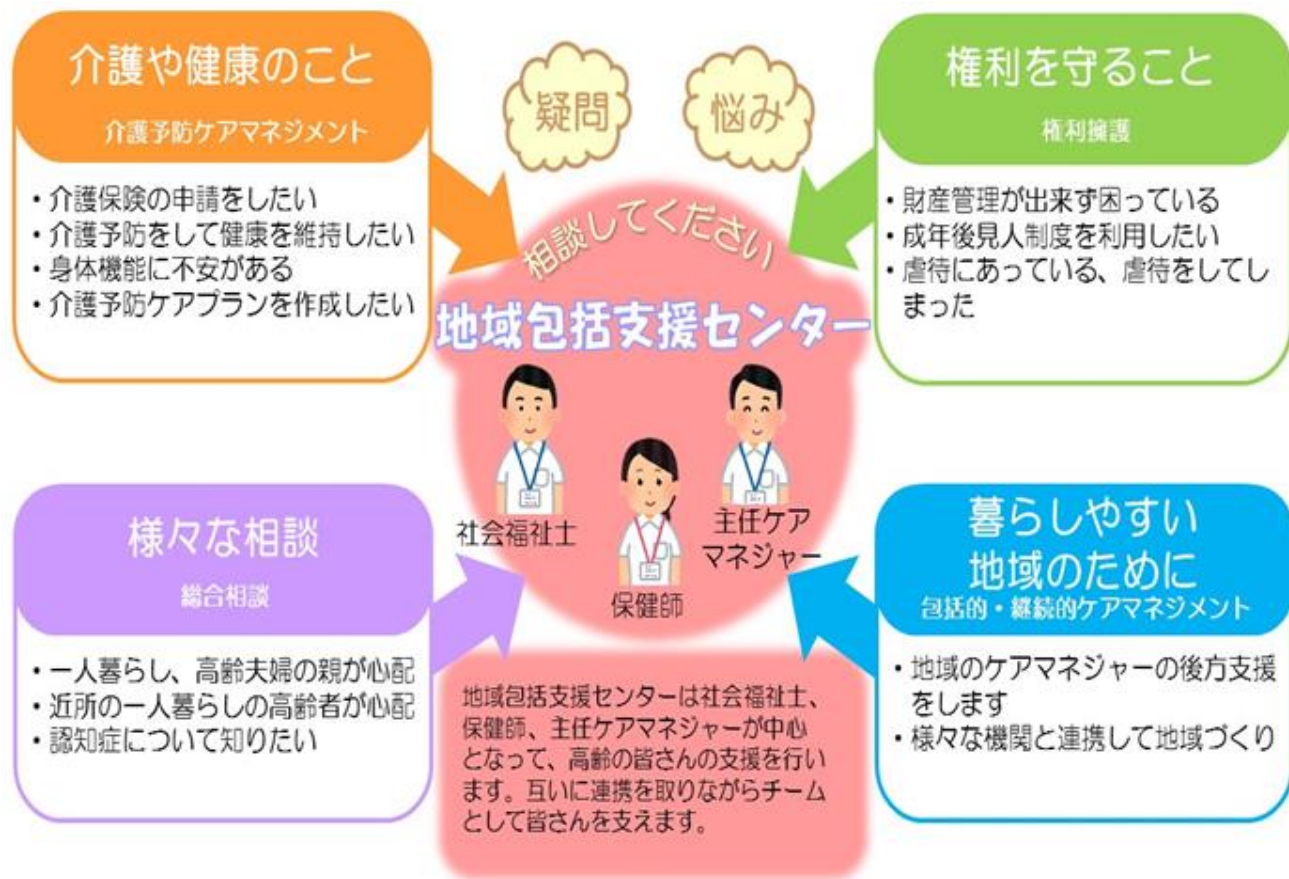 介護や健康のこと
介護予防ケアマネジメント
・介護保険の申請をしたい
・介護予防をして健康を維持したい
・身体機能に不安がある
・介護予防ケアプランを作成したい
疑問
悩み
権利を守ること
権利擁護
・財産管理が出来ず困っている
・成年後見人制度を利用したい
・虐待にあっている、虐待をしてし
まった
相談してください
地域包括支援センター
社会福祉士
保健師
主任ケア
マネジャー
様々な相談
総合相談
・一人暮らし、高齢夫婦の親が心配
・近所の一人暮らしの高齢者が心配
・認知症について知りたい
地域包括支援センターは社会福祉士、
保健師、主任ケアマネジャーが中心
となって、高齢の皆さんの支援を行い
ます。互いに連携を取りながらチーム
として皆さんを支えます。
暮らしやすい
地域のために
包括的・継続的ケアマネジメント
・地域のケアマネジャーの後方支援
をします
・様々な機関と連携して地域づくり